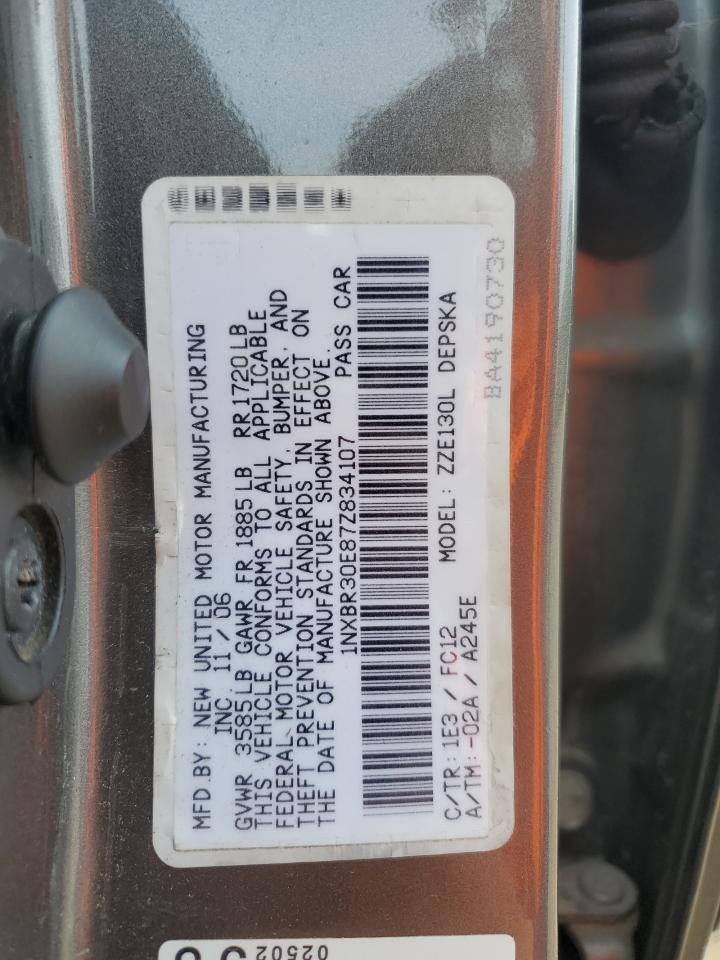 MFD.BY: NEW UNITED MOTOR MANUFACTURING
INC. 11/06
GVWR 3585LB GAWR FR 1885LB RR1720LB
THIS VEHICLE CONFORMS TO ALL APPLICABLE
FEDERAL MOTOR VEHICLE SAFETY, BUMPER, AND
THEFT PREVENTION STANDARDS IN EFFECT ON
THE DATE OF MANUFACTURE SHOWN ABOVE.
1NXBR30E87Z834107 PASS CAR
C/TR: 1E3 / FC12 MODEL: ZZE130L DEPSKA
A/TM: -02A / A245E
BA4190730
02502